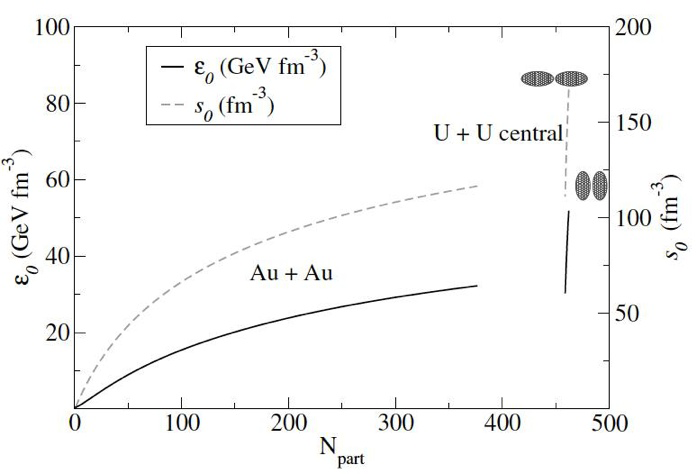 100
80
60
40
20
0
ε0 (GeV fm-3)
ε0 (GeV fm-3)
s0 (fm-3)
U + U central
Au + Au
200
150
100
50
s0 (fm-3)
0 100 200 300 400 500
Npart